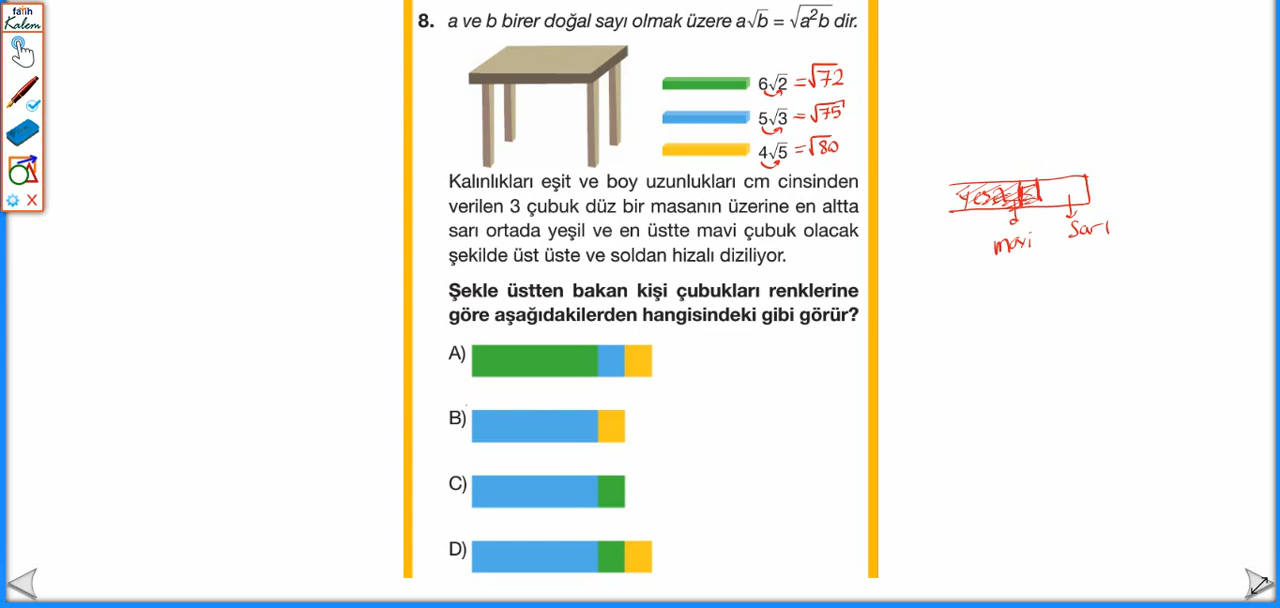 fatih
Kalem
8. a ve b birer doğal sayı olmak üzere a√b = √a²b dir.
6√2 = √72
5√3 = √75
4√5 = √80
Kalınlıkları eşit ve boy uzunlukları cm cinsinden
verilen 3 çubuk düz bir masanın üzerine en altta
sarı ortada yeşil ve en üstte mavi çubuk olacak
şekilde üst üste ve soldan hizalı diziliyor.
Şekle üstten bakan kişi çubukları renklerine
göre aşağıdakilerden hangisindeki gibi görür?
A)
B)
C)
D)
mavi
Sarı